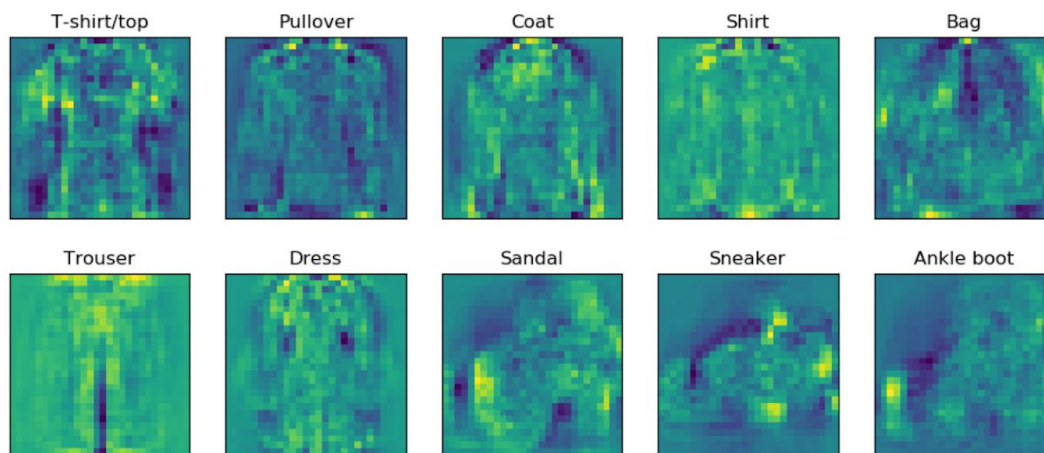 T-shirt/top
Pullover
Coat
Shirt
Bag
Trouser
Dress
Sandal
Sneaker
Ankle boot